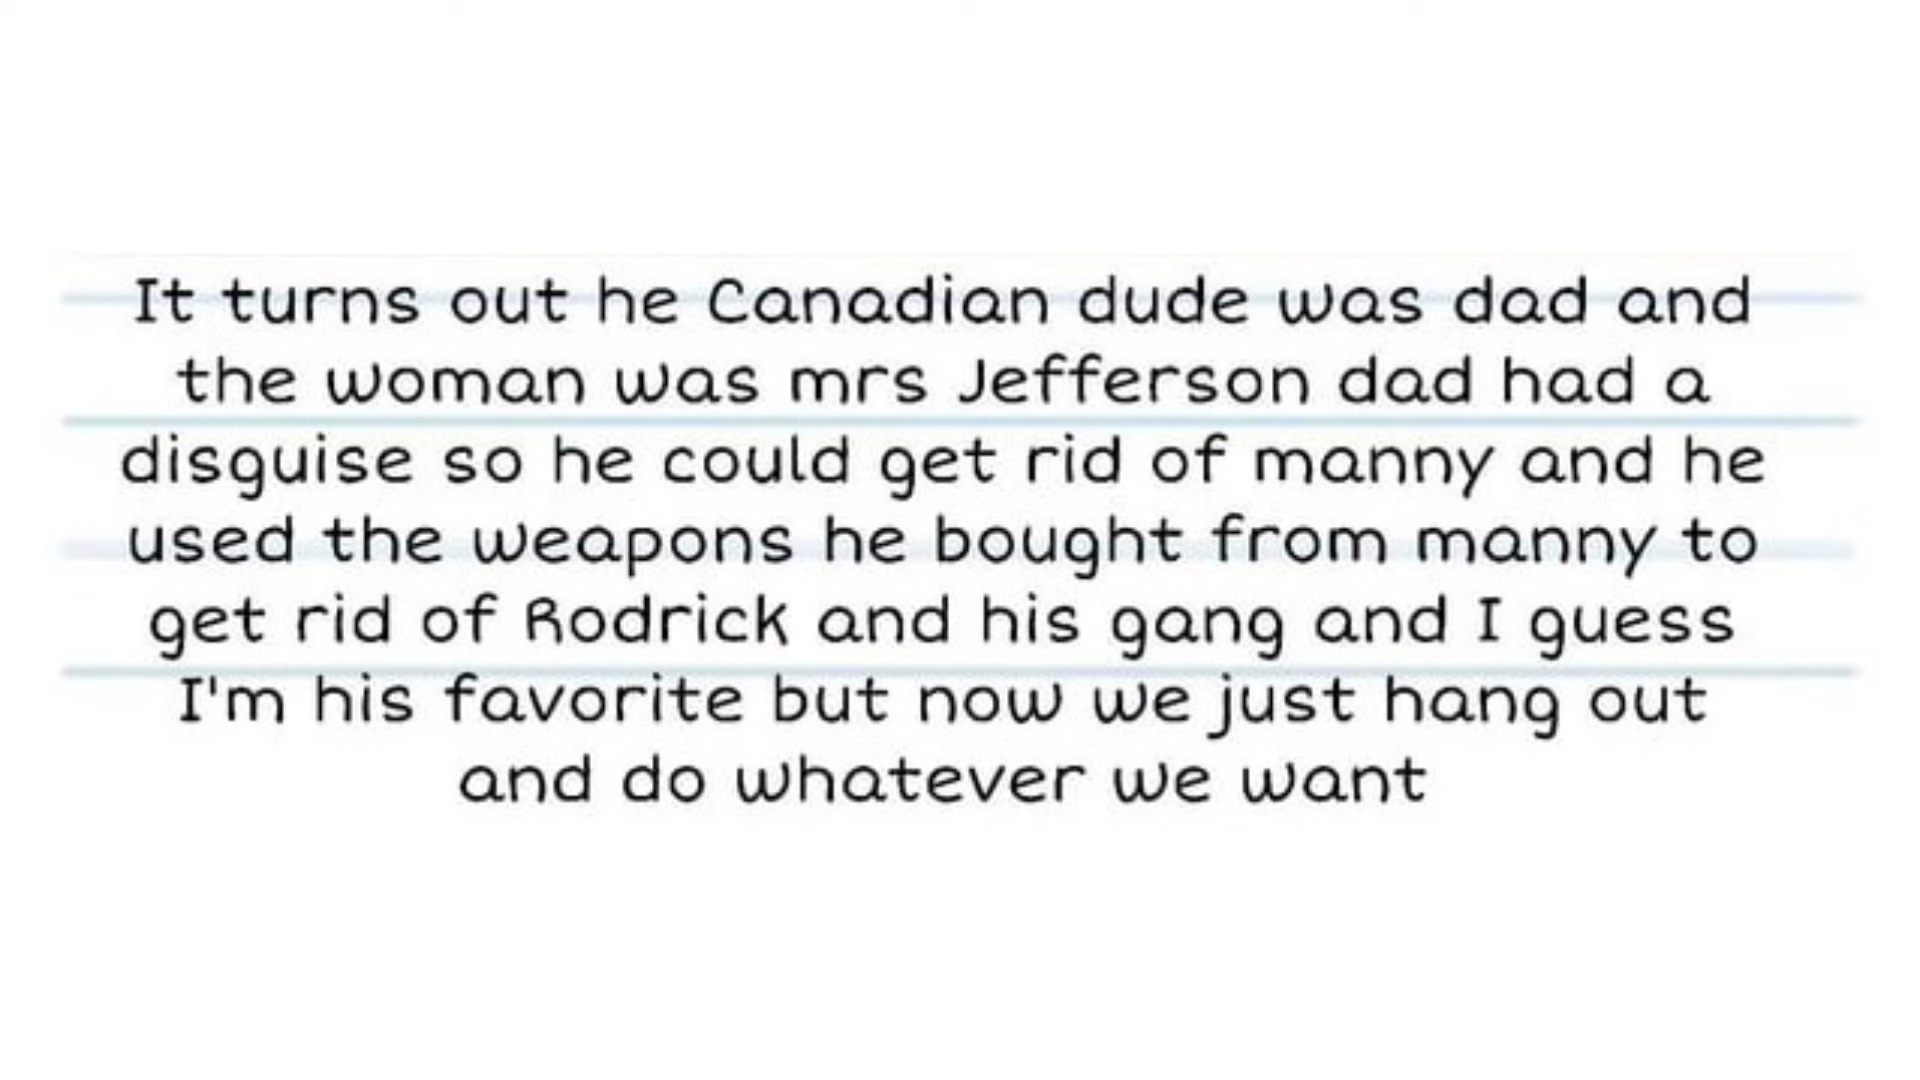 It turns out he Canadian dude was dad and
the woman was mrs Jefferson dad had a
disguise so he could get rid of manny and he
used the weapons he bought from manny to
get rid of Rodrick and his gang and I guess
I'm his favorite but now we just hang out
and do whatever we want